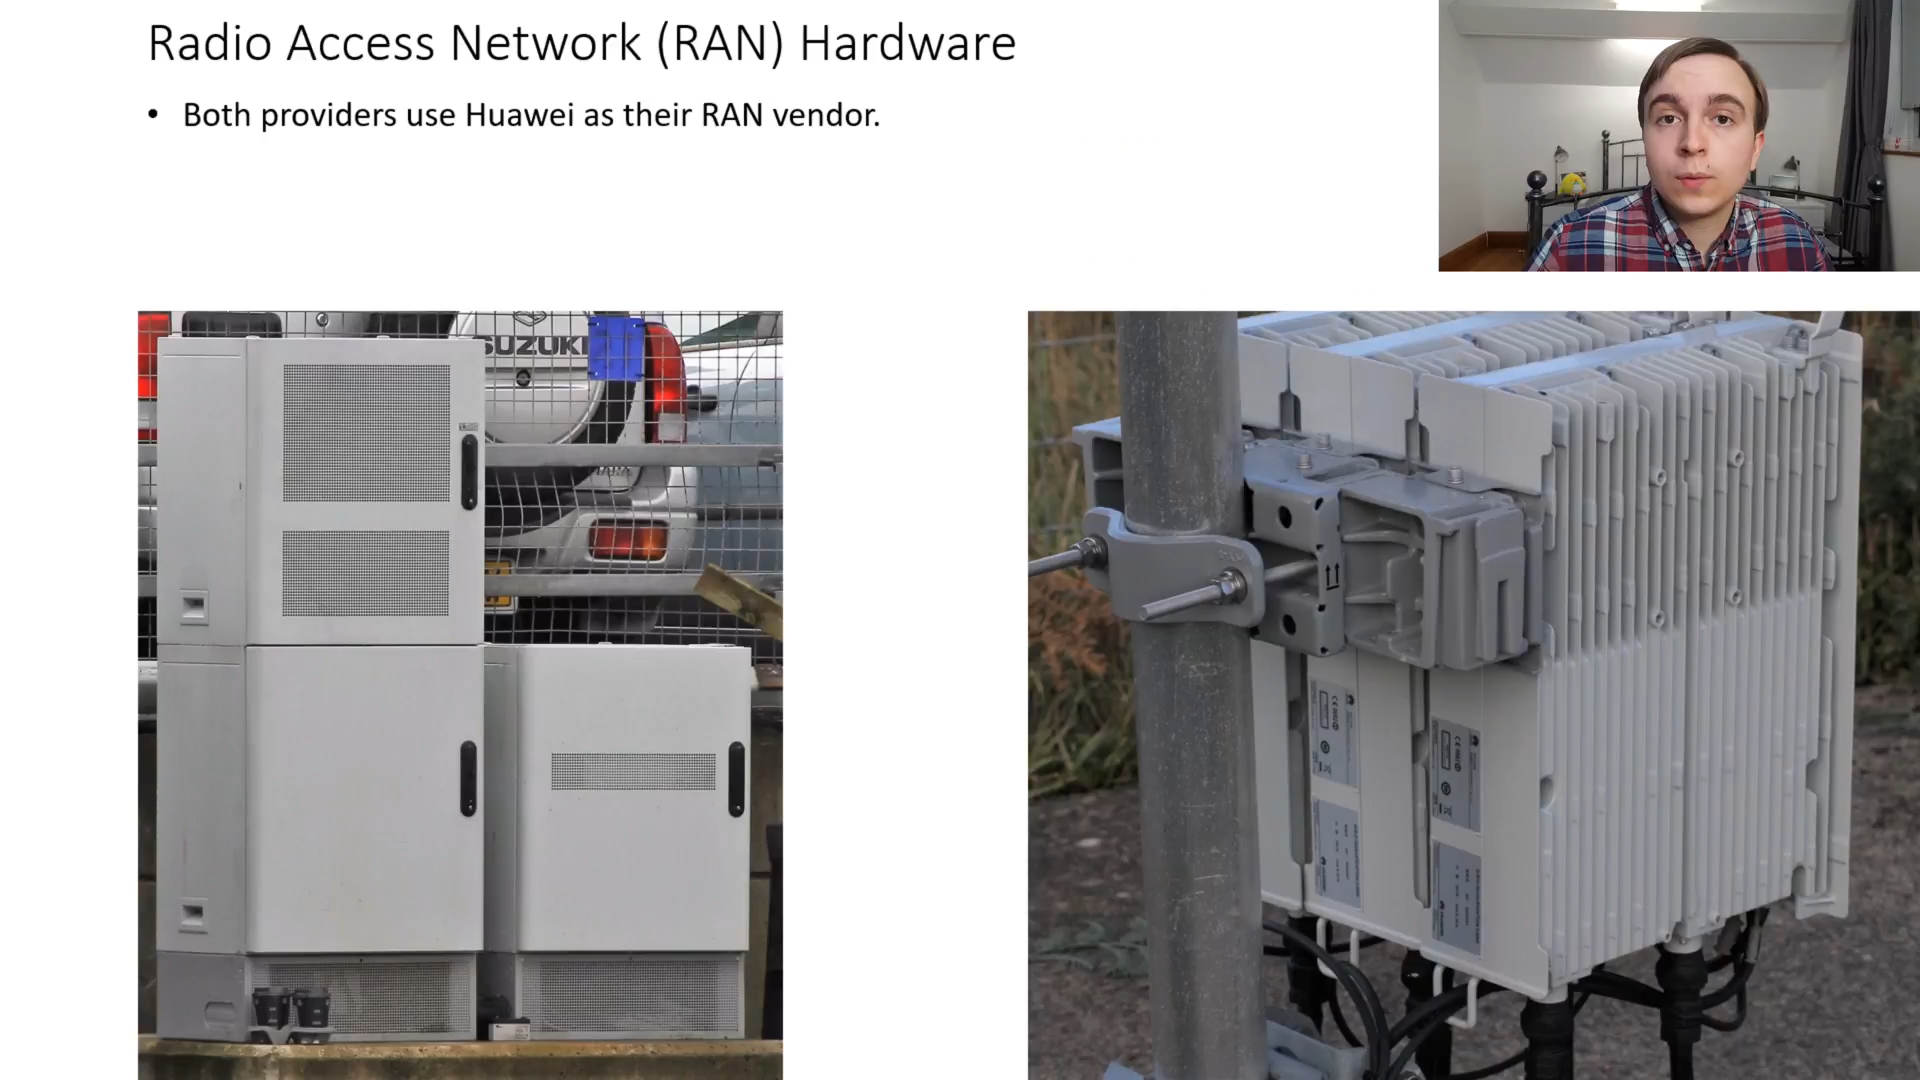 Radio Access Network (RAN) Hardware
• Both providers use Huawei as their RAN vendor.
SUZUKI